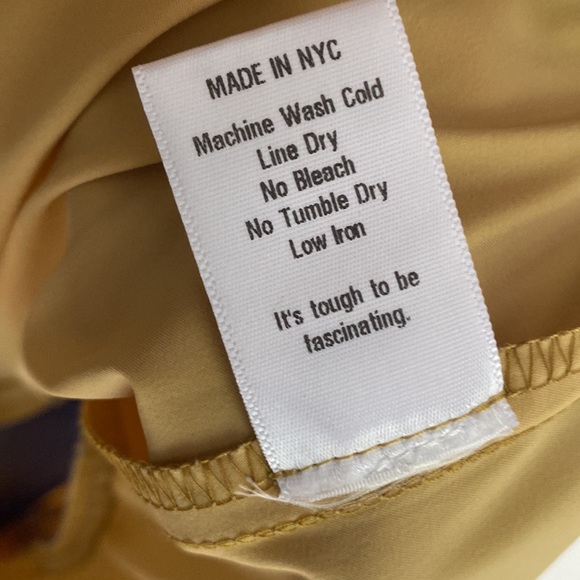 MADE IN NYC
Machine Wash Cold
Line Dry
No Bleach
No Tumble Dry
Low Iron
It's tough to be
fascinating.